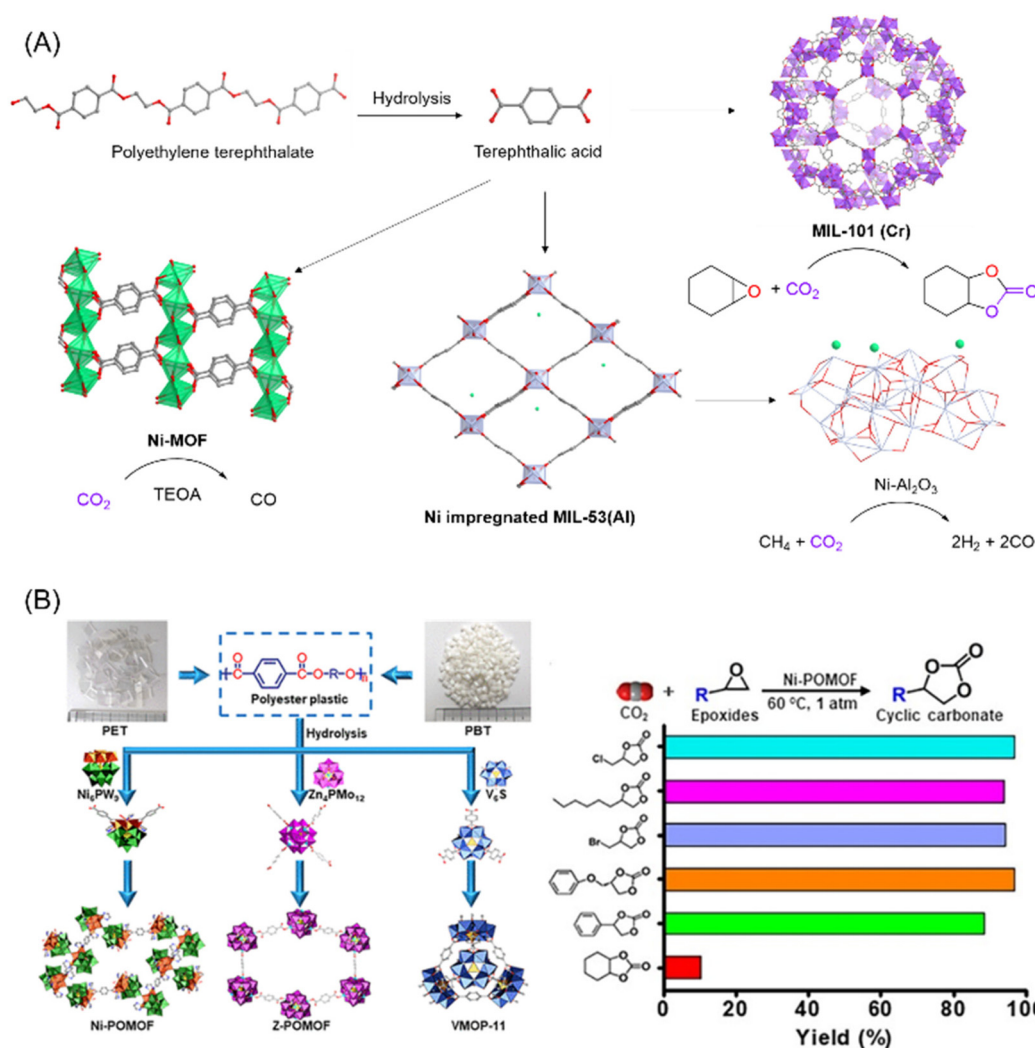 (A)
Hydrolysis
Polyethylene terephthalate
Terephthalic acid
MIL-101 (Cr)
O
+ CO2
O
O
O
Ni-MOF
CO2
TEOA
CO
Ni impregnated MIL-53(Al)
Ni-Al2O3
CH4 + CO2
2H2 + 2CO
(B)
O
O
C
C
O
R
O
n
Polyester plastic
PET
PBT
Hydrolysis
Ni6PW9
Zn4PMo12
V6S
Ni-POMOF
Z-POMOF
VMOP-11
CO2
+
R
O
Epoxides
Ni-POMOF
60 ºC, 1 atm
R
O
O
O
Cyclic carbonate
Cl
O
O
O
O
O
O
Br
O
O
O
O
O
O
O
O
O
O
O
O
O
0
20
40
60
80
100
Yield (%)